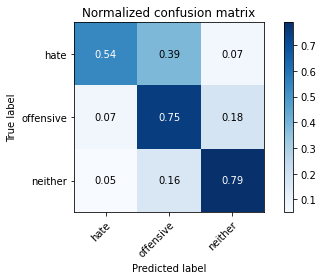 Normalized confusion matrix
True label
hate 0.54 0.39 0.07
offensive 0.07 0.75 0.18
neither 0.05 0.16 0.79
hate offensive neither
Predicted label
0.7
0.6
0.5
0.4
0.3
0.2
0.1